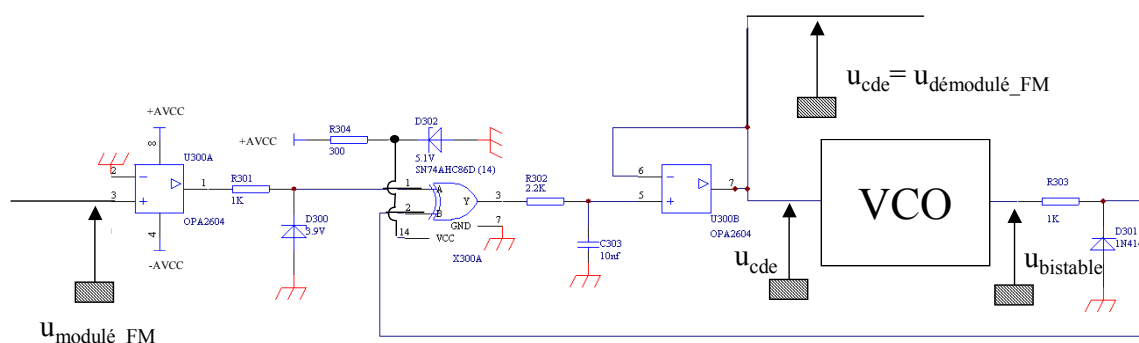 u_cde = u_démodulé_FM
+AVCC
8
U300A
2
3
1
OPA2604
4
-AVCC
u_modulé_FM
R301
1K
D300
3.9V
+AVCC
R304
300
D302
5.1V
SN74AHC86D (14)
1
A
2
B
Y
3
GND
7
14
VCC
X300A
R302
2.2K
C303
10nf
6
5
7
U300B
OPA2604
u_cde
VCO
u_bistable
R303
1K
D301
1N414